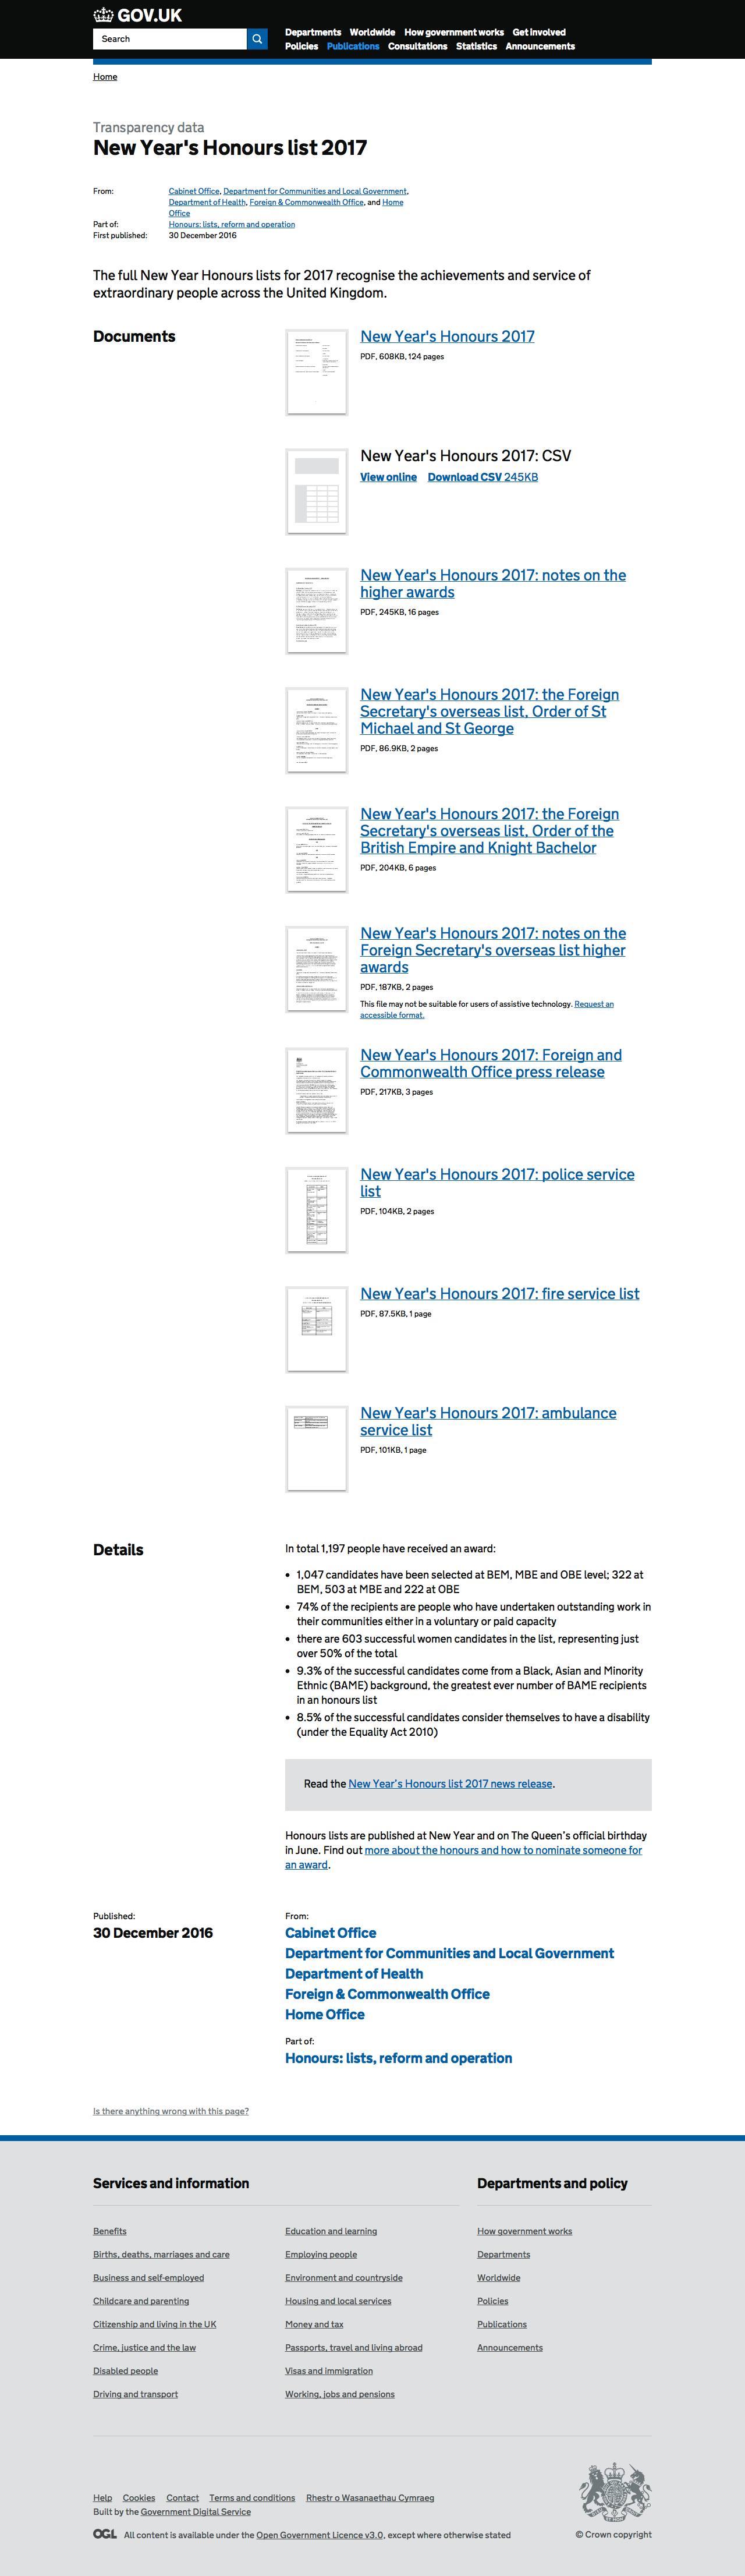 GOV.UK
Search
Departments Worldwide How government works Get involved
Policies Publications Consultations Statistics Announcements
Home
Transparency data
New Year's Honours list 2017
From: Cabinet Office, Department for Communities and Local Government,
Department of Health, Foreign & Commonwealth Office, and Home
Office
Part of: Honours: lists, reform and operation
First published: 30 December 2016
The full New Year Honours lists for 2017 recognise the achievements and service of
extraordinary people across the United Kingdom.
Documents
New Year's Honours 2017
PDF, 608KB, 124 pages
New Year's Honours 2017: CSV
View online Download CSV 245KB
New Year's Honours 2017: notes on the
higher awards
PDF, 245KB, 16 pages
New Year's Honours 2017: the Foreign
Secretary's overseas list, Order of St
Michael and St George
PDF, 86.9KB, 2 pages
New Year's Honours 2017: the Foreign
Secretary's overseas list, Order of the
British Empire and Knight Bachelor
PDF, 204KB, 6 pages
New Year's Honours 2017: notes on the
Foreign Secretary's overseas list higher
awards
PDF, 187KB, 2 pages
This file may not be suitable for users of assistive technology. Request an
accessible format.
New Year's Honours 2017: Foreign and
Commonwealth Office press release
PDF, 217KB, 3 pages
New Year's Honours 2017: police service
list
PDF, 104KB, 2 pages
New Year's Honours 2017: fire service list
PDF, 87.5KB, 1 page
New Year's Honours 2017: ambulance
service list
PDF, 101KB, 1 page
Details
In total 1,197 people have received an award:
• 1,047 candidates have been selected at BEM, MBE and OBE level; 322 at
BEM, 503 at MBE and 222 at OBE
• 74% of the recipients are people who have undertaken outstanding work in
their communities either in a voluntary or paid capacity
• there are 603 successful women candidates in the list, representing just
over 50% of the total
• 9.3% of the successful candidates come from a Black, Asian and Minority
Ethnic (BAME) background, the greatest ever number of BAME recipients
in an honours list
• 8.5% of the successful candidates consider themselves to have a disability
(under the Equality Act 2010)
Read the New Year's Honours list 2017 news release.
Honours lists are published at New Year and on The Queen's official birthday
in June. Find out more about the honours and how to nominate someone for
an award.
Published:
30 December 2016
From:
Cabinet Office
Department for Communities and Local Government
Department of Health
Foreign & Commonwealth Office
Home Office
Part of:
Honours: lists, reform and operation
Is there anything wrong with this page?
Services and information
Benefits
Births, deaths, marriages and care
Business and self-employed
Childcare and parenting
Citizenship and living in the UK
Crime, justice and the law
Disabled people
Driving and transport
Education and learning
Employing people
Environment and countryside
Housing and local services
Money and tax
Passports, travel and living abroad
Visas and immigration
Working, jobs and pensions
Departments and policy
How government works
Departments
Worldwide
Policies
Publications
Announcements
Help Cookies Contact Terms and conditions Rhestr o Wasanaethau Cymraeg
Built by the Government Digital Service
OGL All content is available under the Open Government Licence v3.0, except where otherwise stated
© Crown copyright